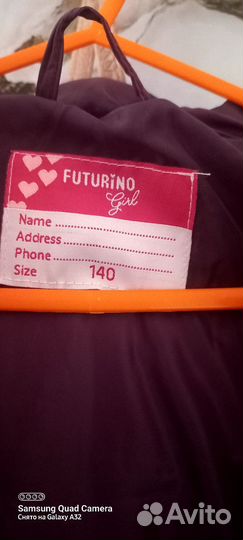 FUTURiNO
Girl
Name
Address
Phone
Size 140
Samsung Quad Camera
Снято на Galaxy A32
Avito